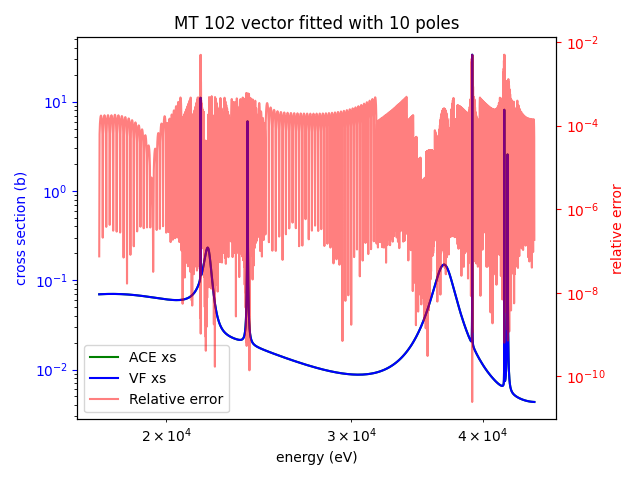 MT 102 vector fitted with 10 poles
cross section (b)
10¹
10⁰
10⁻¹
10⁻²
10⁻²
10⁻⁴
10⁻⁶
10⁻⁸
10⁻¹⁰
relative error
ACE xs
VF xs
Relative error
2 × 10⁴
3 × 10⁴
4 × 10⁴
energy (eV)